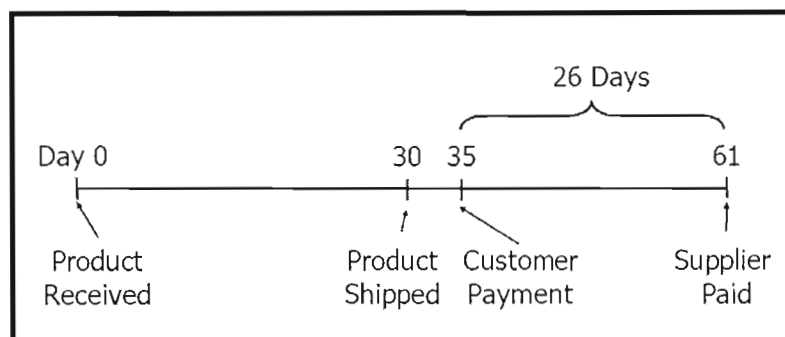 26 Days
Day 0 30 35 61
Product Product Customer Supplier
Received Shipped Payment Paid